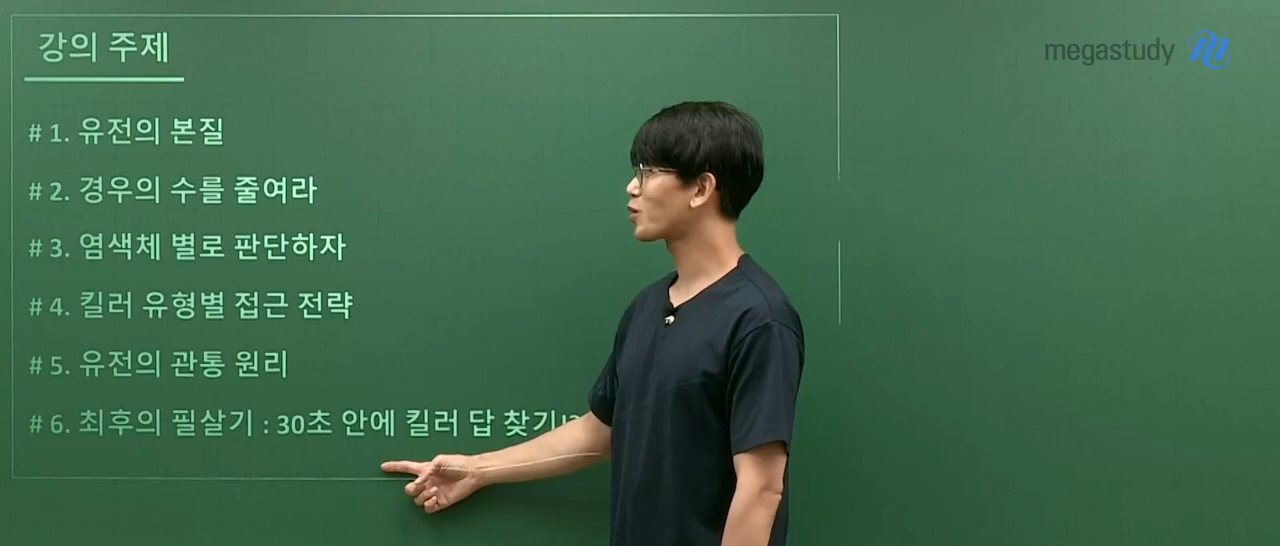 강의 주제
megastudy
# 1. 유전의 본질
# 2. 경우의 수를 줄여라
# 3. 염색체 별로 판단하자
# 4. 킬러 유형별 접근 전략
# 5. 유전의 관통 원리
# 6. 최후의 필살기 : 30초 안에 킬러 답 찾기!?